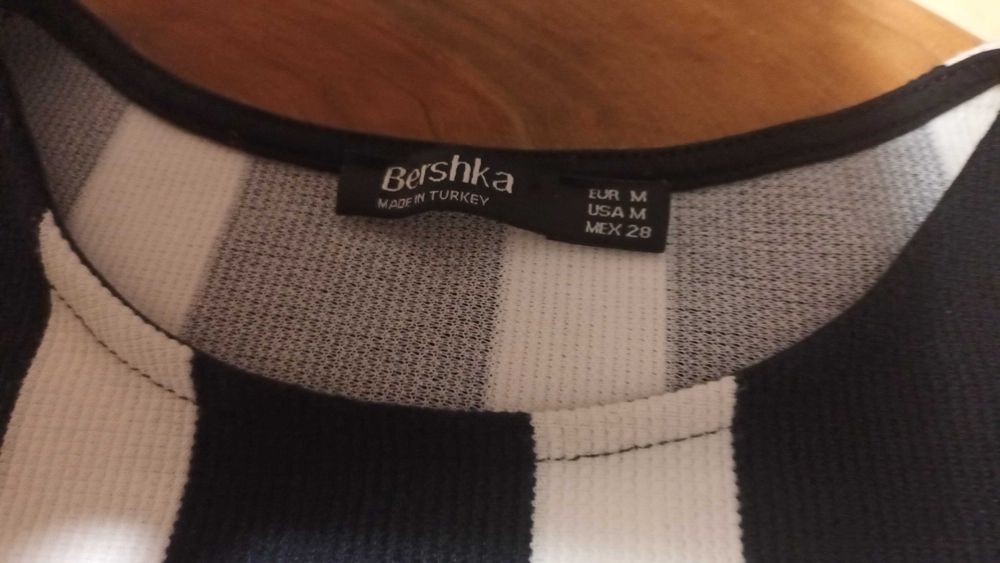 Bershka
MADE IN TURKEY
EUR M
USA M
MEX 28